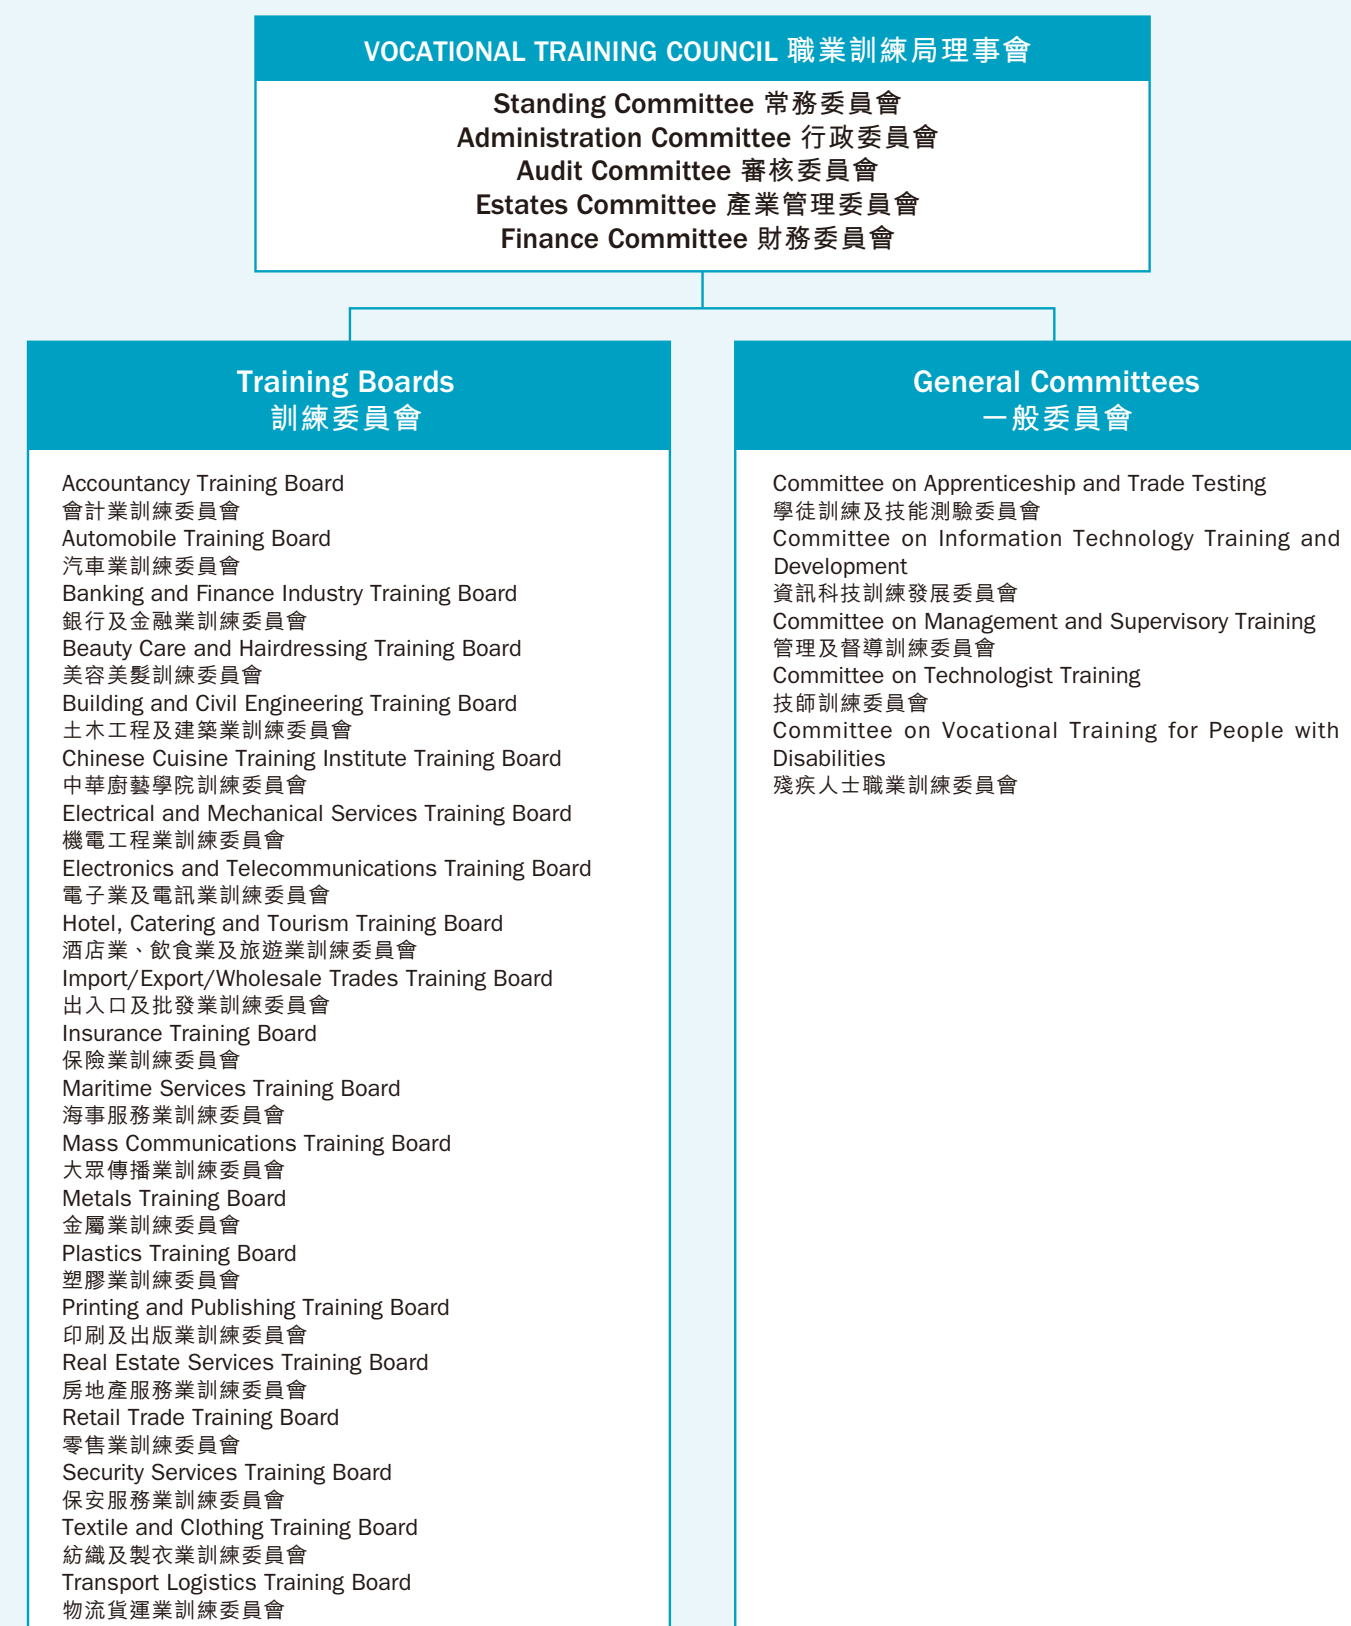 VOCATIONAL TRAINING COUNCIL 職業訓練局理事會
Standing Committee 常務委員會
Administration Committee 行政委員會
Audit Committee 審核委員會
Estates Committee 產業管理委員會
Finance Committee 財務委員會
Training Boards
訓練委員會
Accountancy Training Board
會計業訓練委員會
Automobile Training Board
汽車業訓練委員會
Banking and Finance Industry Training Board
銀行及金融業訓練委員會
Beauty Care and Hairdressing Training Board
美容美髮訓練委員會
Building and Civil Engineering Training Board
土木工程及建築業訓練委員會
Chinese Cuisine Training Institute Training Board
中華廚藝學院訓練委員會
Electrical and Mechanical Services Training Board
機電工程業訓練委員會
Electronics and Telecommunications Training Board
電子業及電訊業訓練委員會
Hotel, Catering and Tourism Training Board
酒店業、飲食業及旅遊業訓練委員會
Import/Export/Wholesale Trades Training Board
出入口及批發業訓練委員會
Insurance Training Board
保險業訓練委員會
Maritime Services Training Board
海事服務業訓練委員會
Mass Communications Training Board
大眾傳播業訓練委員會
Metals Training Board
金屬業訓練委員會
Plastics Training Board
塑膠業訓練委員會
Printing and Publishing Training Board
印刷及出版業訓練委員會
Real Estate Services Training Board
房地產服務業訓練委員會
Retail Trade Training Board
零售業訓練委員會
Security Services Training Board
保安服務業訓練委員會
Textile and Clothing Training Board
紡織及製衣業訓練委員會
Transport Logistics Training Board
物流貨運業訓練委員會
General Committees
一般委員會
Committee on Apprenticeship and Trade Testing
學徒訓練及技能測驗委員會
Committee on Information Technology Training and
Development
資訊科技訓練發展委員會
Committee on Management and Supervisory Training
管理及督導訓練委員會
Committee on Technologist Training
技師訓練委員會
Committee on Vocational Training for People with
Disabilities
殘疾人士職業訓練委員會